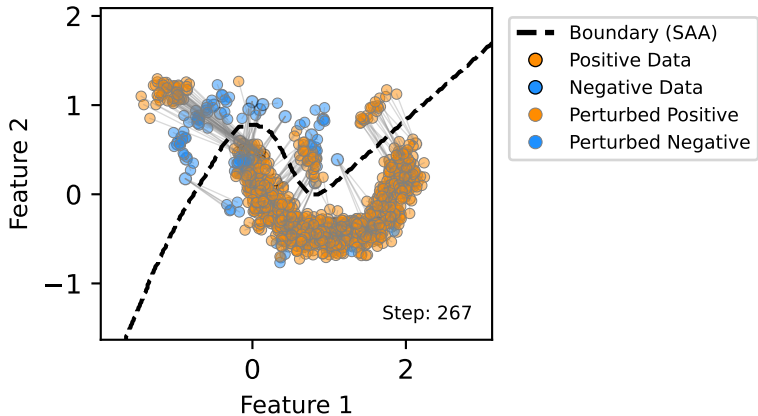 2
1
0
−1
Feature 2
0
2
Feature 1
Step: 267
Boundary (SAA)
Positive Data
Negative Data
Perturbed Positive
Perturbed Negative